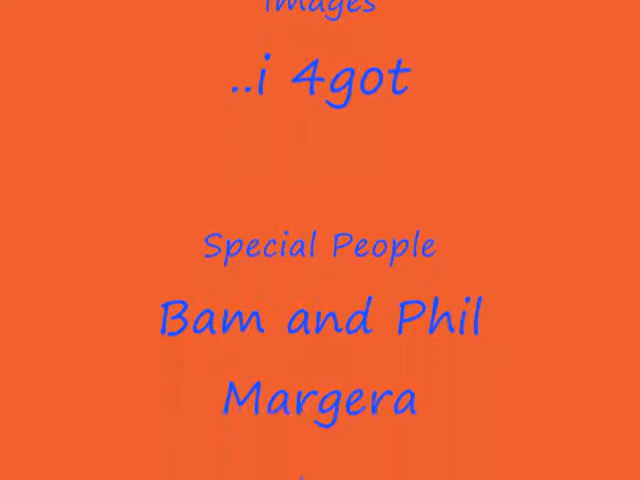 Images
..i 4got
Special People
Bam and Phil
Margera